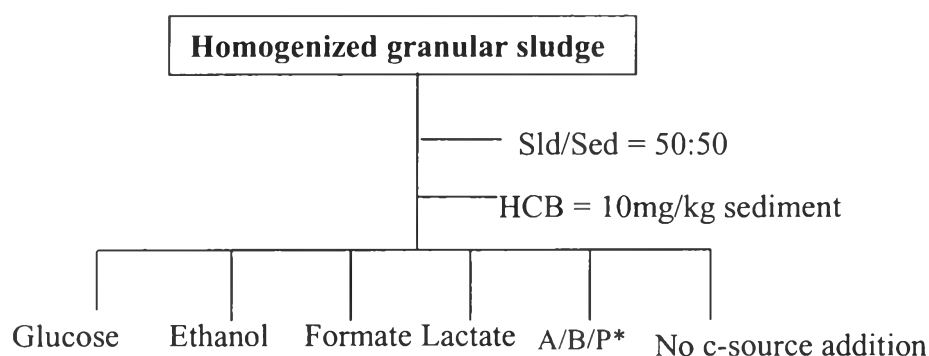 Homogenized granular sludge
Sld/Sed = 50:50
HCB = 10mg/kg sediment
Glucose Ethanol Formate Lactate A/B/P* No c-source addition